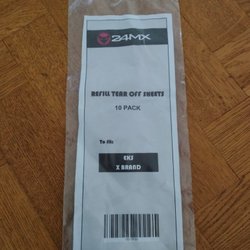 24MX
REFILL TEAR OFF SHEETS
10 PACK
To fit:
EKS
X BRAND